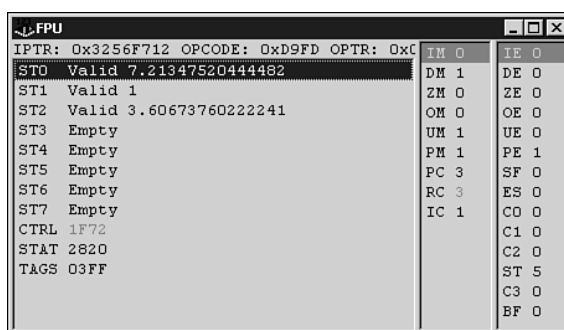 FPU
IPTR: 0x3256F712 OPCODE: 0xD9FD OPTR: 0x0
ST0 Valid 7.21347520444482
ST1 Valid 1
ST2 Valid 3.60673760222241
ST3 Empty
ST4 Empty
ST5 Empty
ST6 Empty
ST7 Empty
CTRL 1F72
STAT 2820
TAGS 03FF
IM 0
DM 1
ZM 0
OM 0
UM 1
PM 1
PC 3
RC 3
IC 1
IE 0
DE 0
ZE 0
OE 0
UE 0
PE 1
SF 0
ES 0
C0 0
C1 0
C2 0
ST 5
C3 0
BF 0